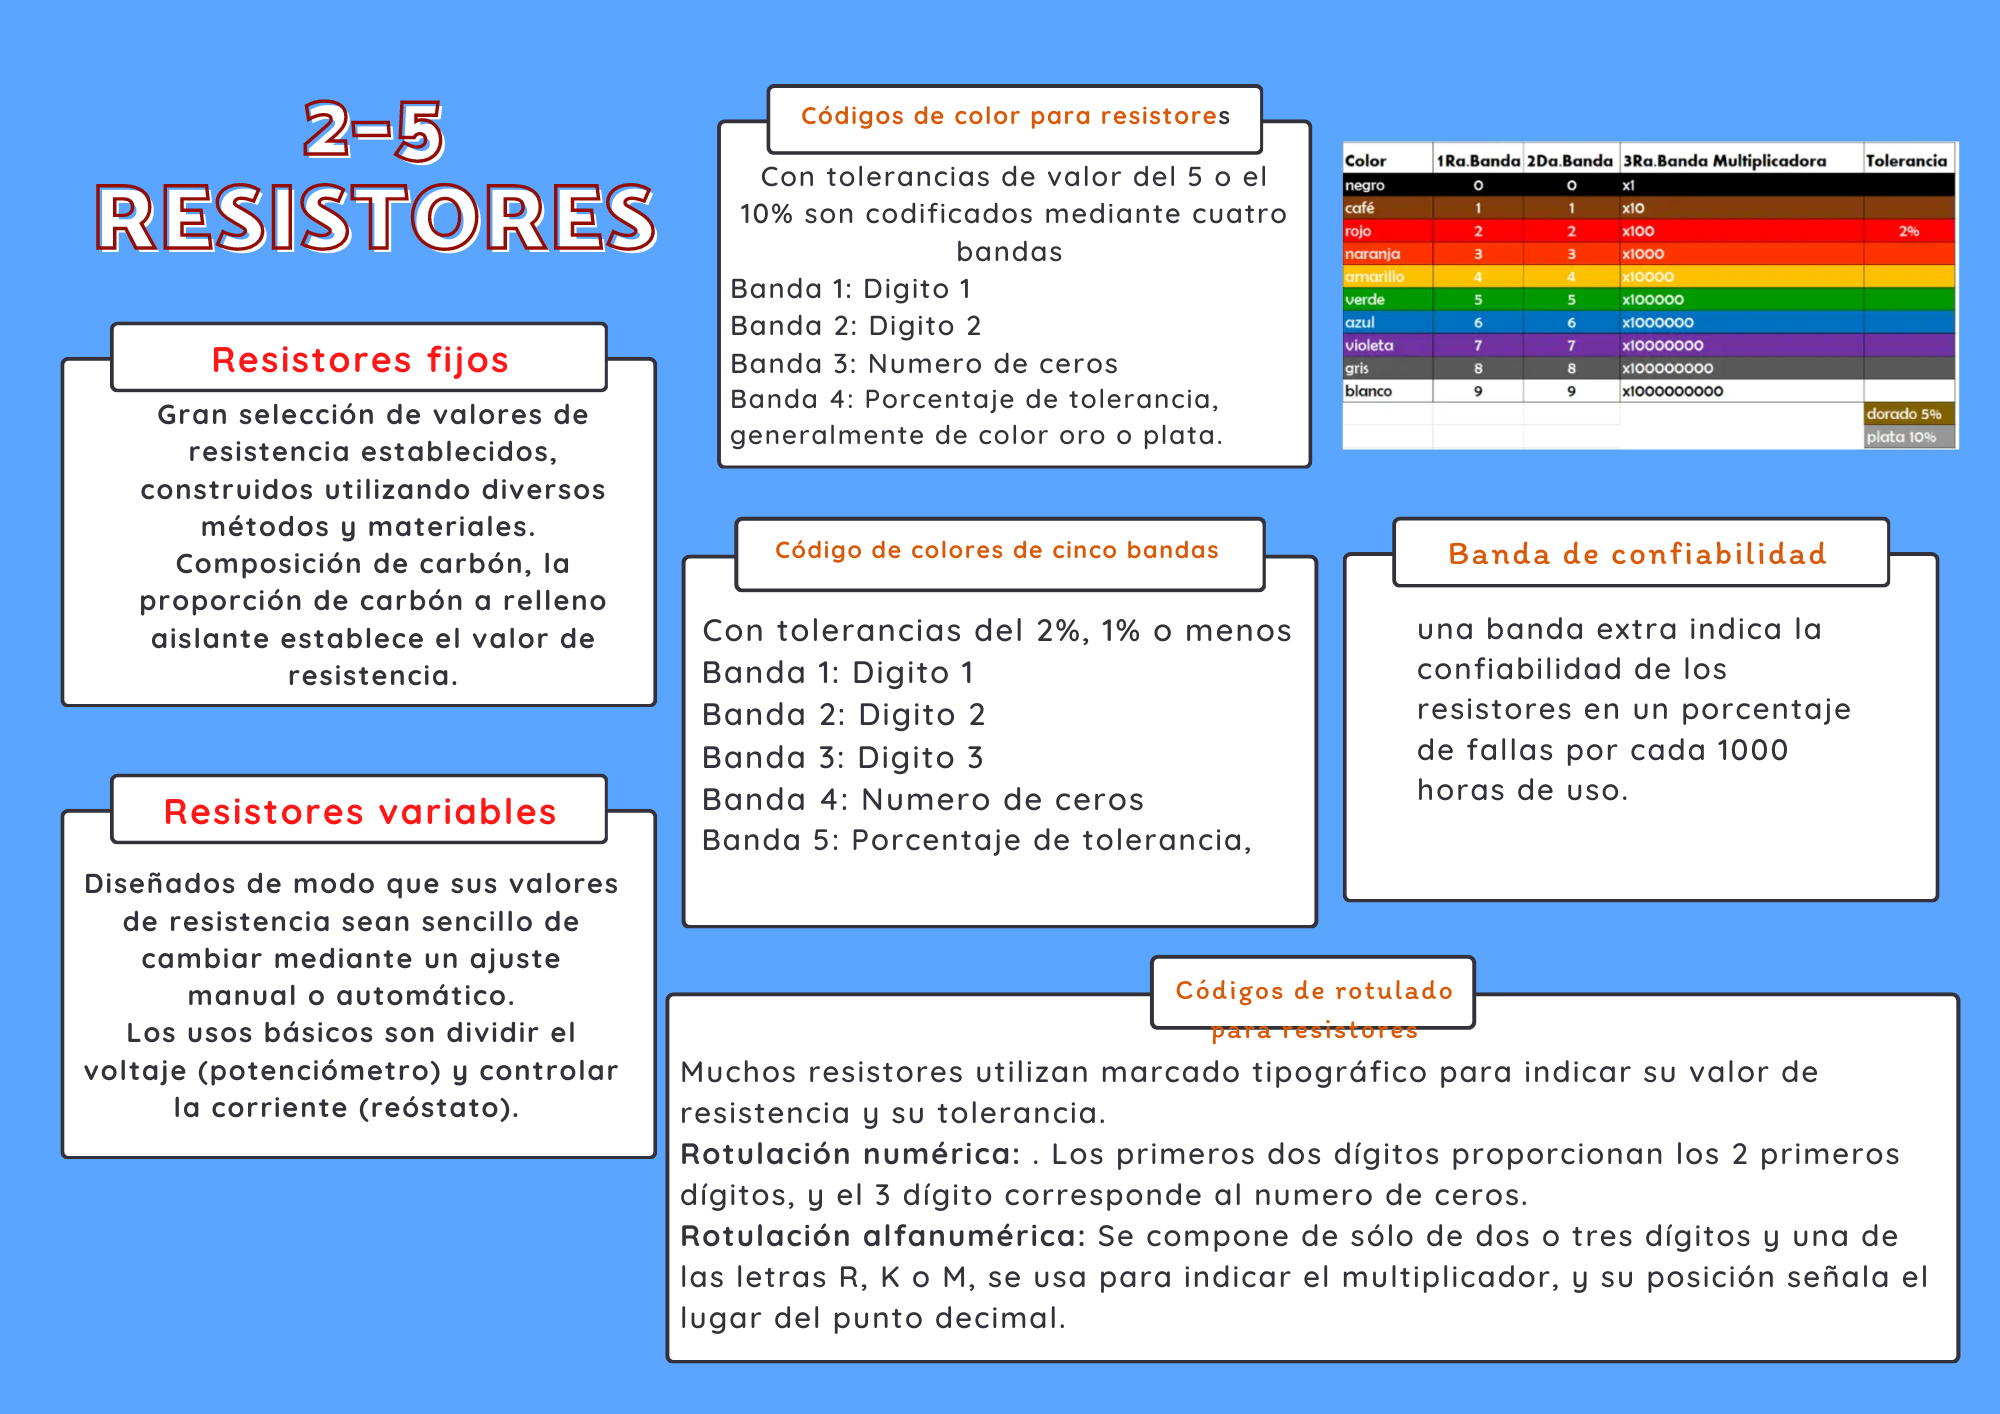 2-5
RESISTORES
Resistores fijos
Gran selección de valores de
resistencia establecidos,
construidos utilizando diversos
métodos y materiales.
Composición de carbón, la
proporción de carbón a relleno
aislante establece el valor de
resistencia.
Resistores variables
Diseñados de modo que sus valores
de resistencia sean sencillo de
cambiar mediante un ajuste
manual o automático.
Los usos básicos son dividir el
voltaje (potenciómetro) y controlar
la corriente (reóstato).
Códigos de color para resistores
Con tolerancias de valor del 5 o el
10% son codificados mediante cuatro
bandas
Banda 1: Digito 1
Banda 2: Digito 2
Banda 3: Numero de ceros
Banda 4: Porcentaje de tolerancia,
generalmente de color oro o plata.
Color 1Ra.Banda 2Da.Banda 3Ra.Banda Multiplicadora Tolerancia
negro 0 0 x1
café 1 1 x10
rojo 2 2 x100 2%
naranja 3 3 x1000
amarillo 4 4 x10000
verde 5 5 x100000
azul 6 6 x1000000
violeta 7 7 x10000000
gris 8 8 x100000000
blanco 9 9 x1000000000
dorado 5%
plata 10%
Código de colores de cinco bandas
Con tolerancias del 2%, 1% o menos
Banda 1: Digito 1
Banda 2: Digito 2
Banda 3: Digito 3
Banda 4: Numero de ceros
Banda 5: Porcentaje de tolerancia,
Banda de confiabilidad
una banda extra indica la
confiabilidad de los
resistores en un porcentaje
de fallas por cada 1000
horas de uso.
Códigos de rotulado
para resistores
Muchos resistores utilizan marcado tipográfico para indicar su valor de
resistencia y su tolerancia.
Rotulación numérica: . Los primeros dos dígitos proporcionan los 2 primeros
dígitos, y el 3 dígito corresponde al numero de ceros.
Rotulación alfanumérica: Se compone de sólo de dos o tres dígitos y una de
las letras R, K o M, se usa para indicar el multiplicador, y su posición señala el
lugar del punto decimal.